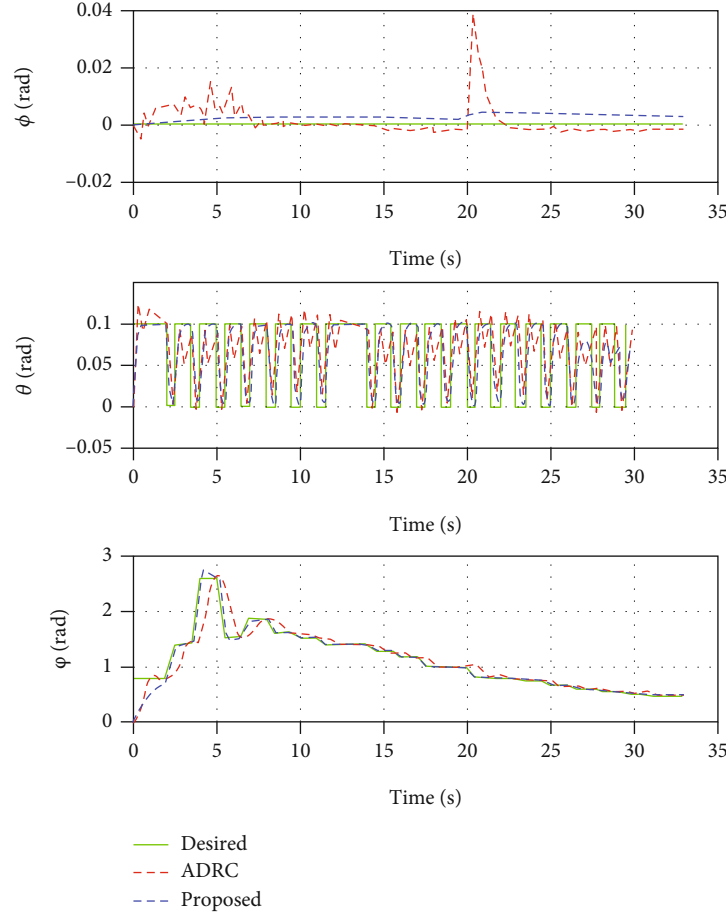 0.04
0.02
0
−0.02
ϕ (rad)
0 5 10 15 20 25 30 35
Time (s)
0.1
0.05
0
−0.05
θ (rad)
0 5 10 15 20 25 30 35
Time (s)
3
2
1
0
φ (rad)
0 5 10 15 20 25 30 35
Time (s)
Desired
ADRC
Proposed